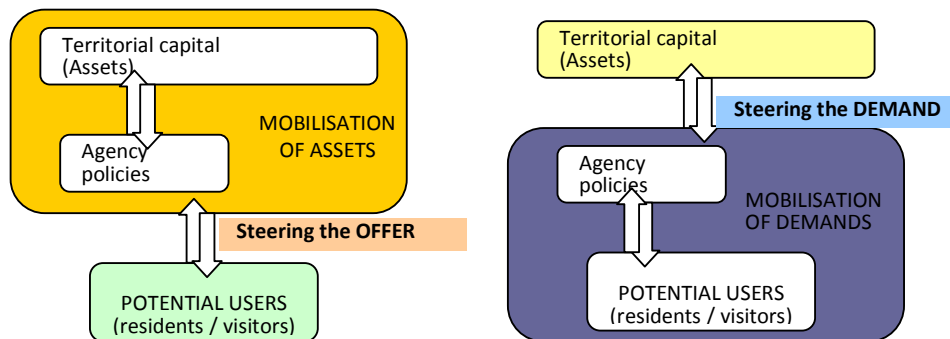 Territorial capital
(Assets)
MOBILISATION
OF ASSETS
Agency
policies
Steering the OFFER
POTENTIAL USERS
(residents / visitors)
Territorial capital
(Assets)
Steering the DEMAND
Agency
policies
MOBILISATION
OF DEMANDS
POTENTIAL USERS
(residents / visitors)